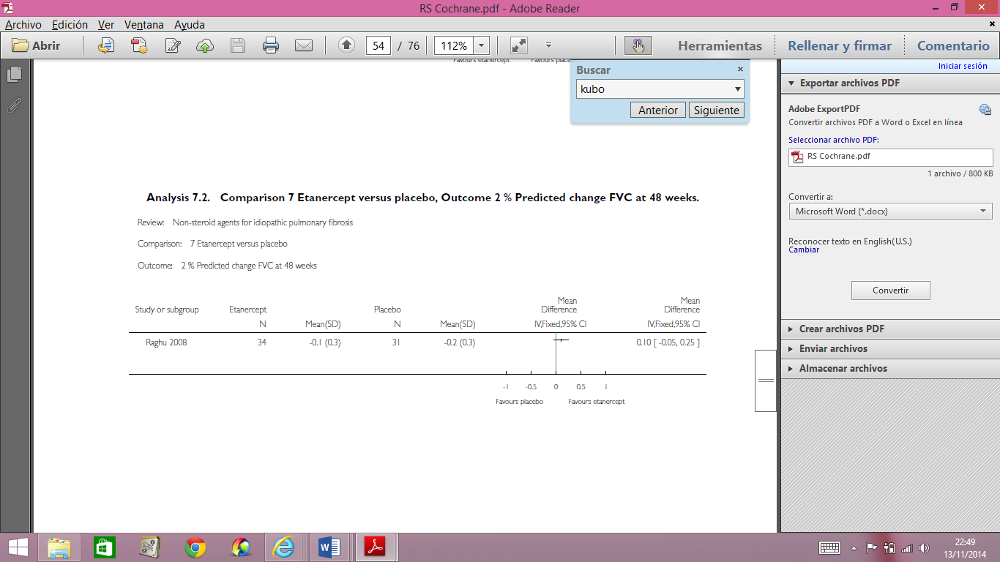 RS Cochrane.pdf - Adobe Reader
Archivo Edición Ver Ventana Ayuda
Abrir 54 / 76 112% Herramientas Rellenar y firmar Comentario
Favours etanercept Favours
Buscar
kubo
Anterior Siguiente
Iniciar sesión
Exportar archivos PDF
Adobe ExportPDF
Convertir archivos PDF a Word o Excel en línea
Seleccionar archivo PDF:
RS Cochrane.pdf
1 archivo / 800 KB
Convertir a:
Microsoft Word (*.docx)
Reconocer texto en English(U.S.)
Cambiar
Convertir
Crear archivos PDF
Enviar archivos
Almacenar archivos
Analysis 7.2. Comparison 7 Etanercept versus placebo, Outcome 2 % Predicted change FVC at 48 weeks.
Review: Non-steroid agents for idiopathic pulmonary fibrosis
Comparison: 7 Etanercept versus placebo
Outcome: 2 % Predicted change FVC at 48 weeks
Mean Mean
Study or subgroup Etanercept Placebo Difference Difference
N Mean(SD) N Mean(SD) IV,Fixed,95% CI IV,Fixed,95% CI
Raghu 2008 34 -0.1 (0.3) 31 -0.2 (0.3) 0.10 [ -0.05, 0.25 ]
-1 -0.5 0 0.5 1
Favours placebo Favours etanercept
22:49
13/11/2014